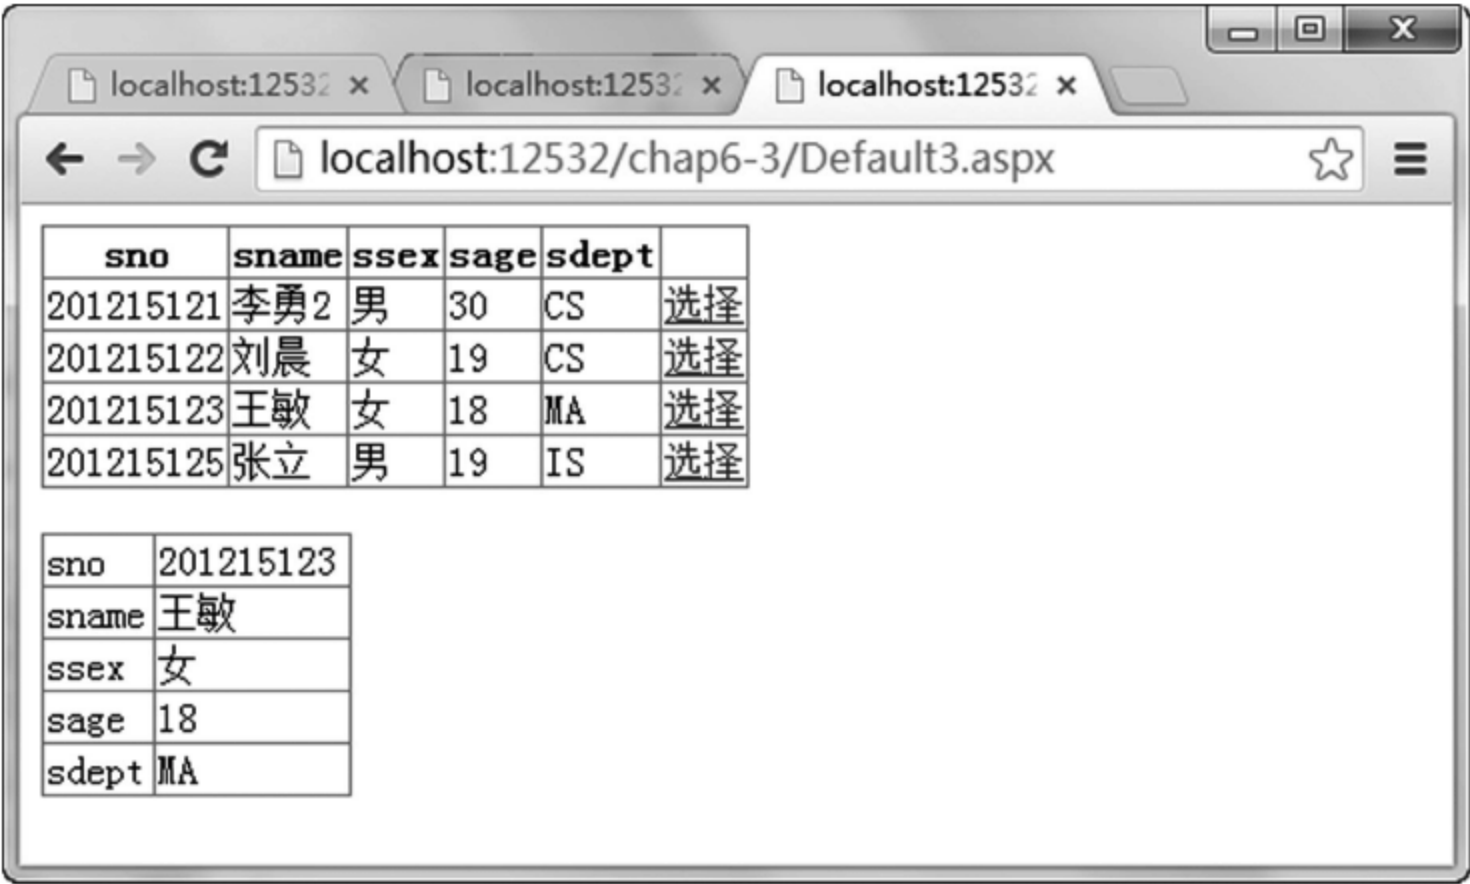 localhost:12532 localhost:12532 localhost:12532
localhost:12532/chap6-3/Default3.aspx
sno sname ssex sage sdept
201215121 李勇2 男 30 CS 选择
201215122 刘晨 女 19 CS 选择
201215123 王敏 女 18 MA 选择
201215125 张立 男 19 IS 选择
sno 201215123
sname 王敏
ssex 女
sage 18
sdept MA